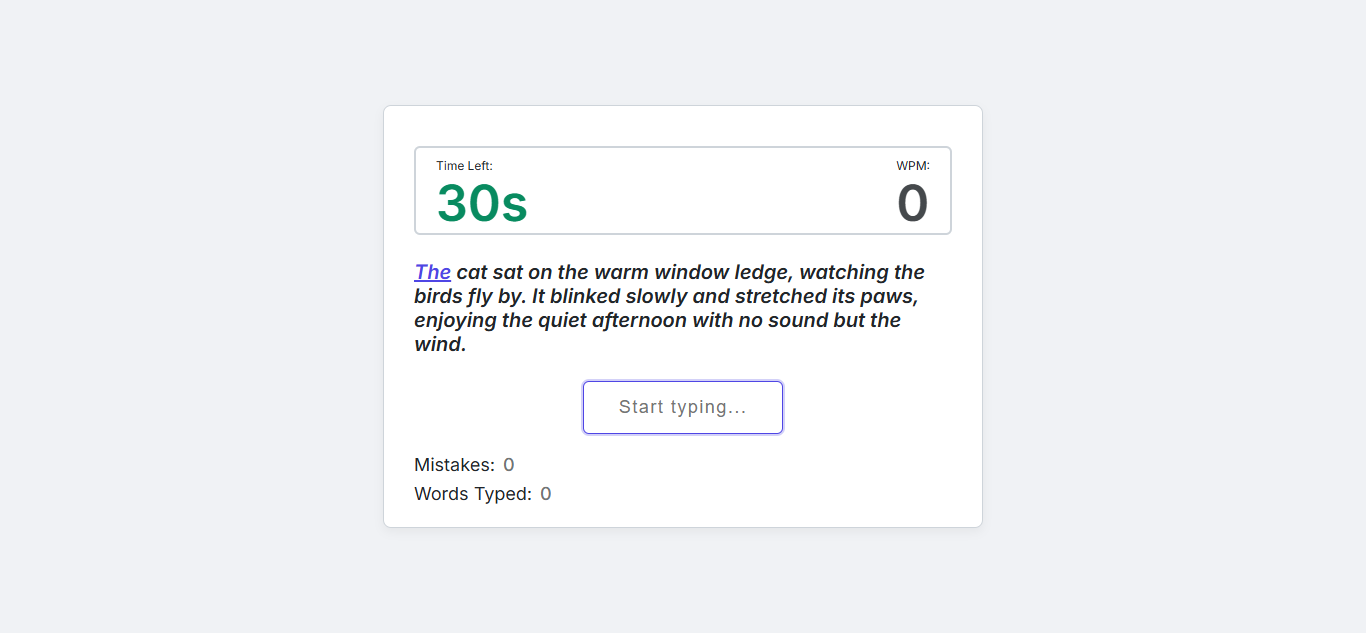 Time Left: WPM:
30s 0
The cat sat on the warm window ledge, watching the
birds fly by. It blinked slowly and stretched its paws,
enjoying the quiet afternoon with no sound but the
wind.
Start typing...
Mistakes: 0
Words Typed: 0